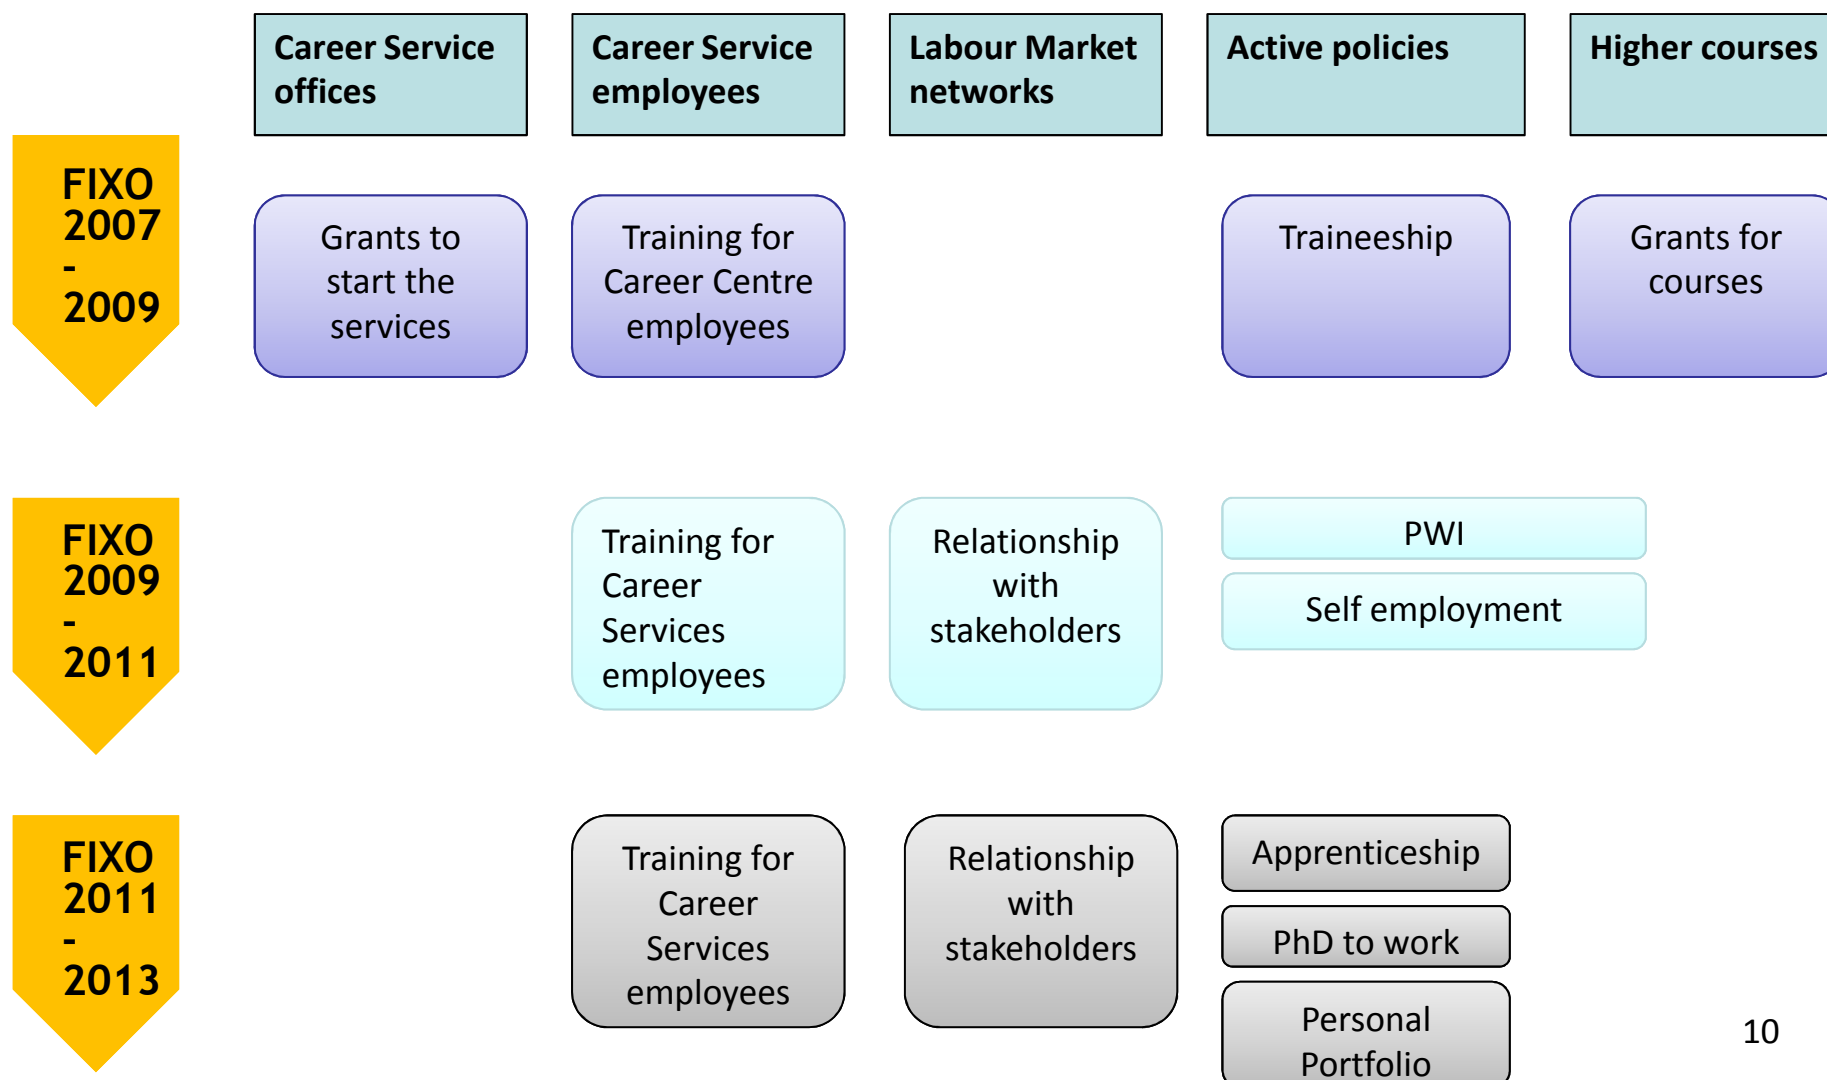 Career Service
offices
Career Service
employees
Labour Market
networks
Active policies
Higher courses
FIXO
2007
-
2009
Grants to
start the
services
Training for
Career Centre
employees
Traineeship
Grants for
courses
FIXO
2009
-
2011
Training for
Career
Services
employees
Relationship
with
stakeholders
PWI
Self employment
FIXO
2011
-
2013
Training for
Career
Services
employees
Relationship
with
stakeholders
Apprenticeship
PhD to work
Personal
Portfolio
10